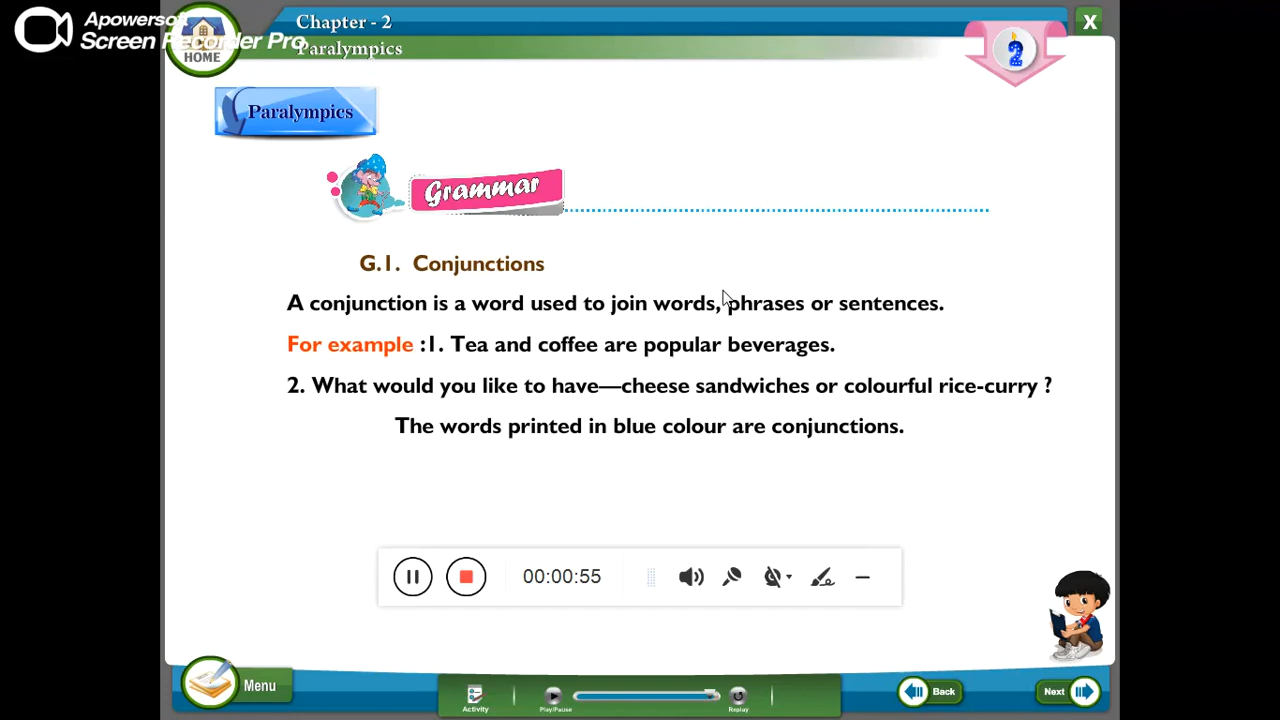 Apowersoft
Screen Recorder Pro
HOME
Chapter - 2
Paralympics
2
X
Paralympics
Grammar
G.1. Conjunctions
A conjunction is a word used to join words, phrases or sentences.
For example :1. Tea and coffee are popular beverages.
2. What would you like to have—cheese sandwiches or colourful rice-curry ?
The words printed in blue colour are conjunctions.
00:00:55
Menu
Activity
Play/Pause
Replay
Back
Next